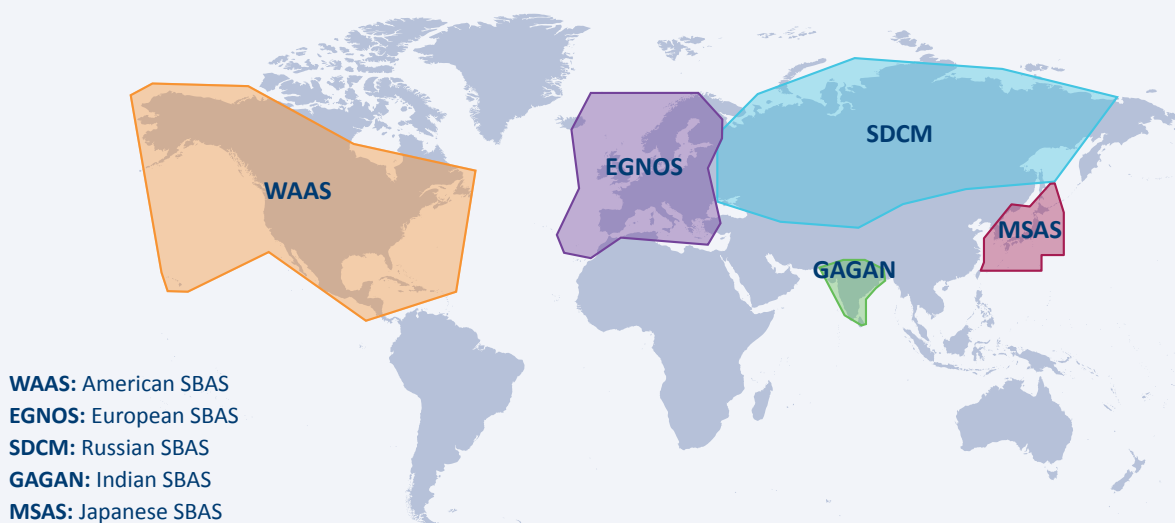 SDCM
EGNOS
WAAS
MSAS
GAGAN
WAAS: American SBAS
EGNOS: European SBAS
SDCM: Russian SBAS
GAGAN: Indian SBAS
MSAS: Japanese SBAS